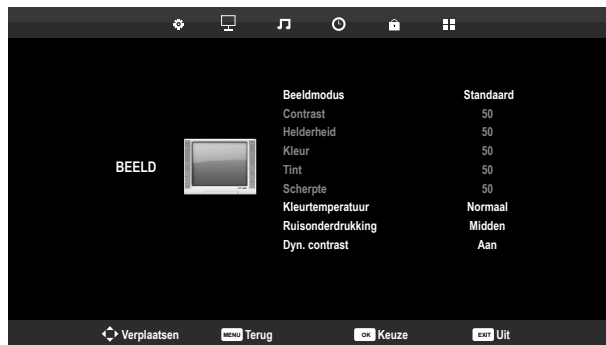 Beeldmodus Standaard
Contrast 50
Helderheid 50
Kleur 50
BEELD
Tint 50
Scherpte 50
Kleurtemperatuur Normaal
Ruisonderdrukking Midden
Dyn. contrast Aan
Verplaatsen MENU Terug OK Keuze EXIT Uit